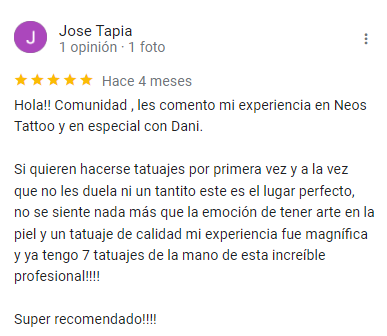 J
Jose Tapia
1 opinión · 1 foto
Hace 4 meses
Hola!! Comunidad , les comento mi experiencia en Neos
Tattoo y en especial con Dani.
Si quieren hacerse tatuajes por primera vez y a la vez
que no les duela ni un tantito este es el lugar perfecto,
no se siente nada más que la emoción de tener arte en la
piel y un tatuaje de calidad mi experiencia fue magnífica
y ya tengo 7 tatuajes de la mano de esta increíble
profesional!!!!
Super recomendado!!!!